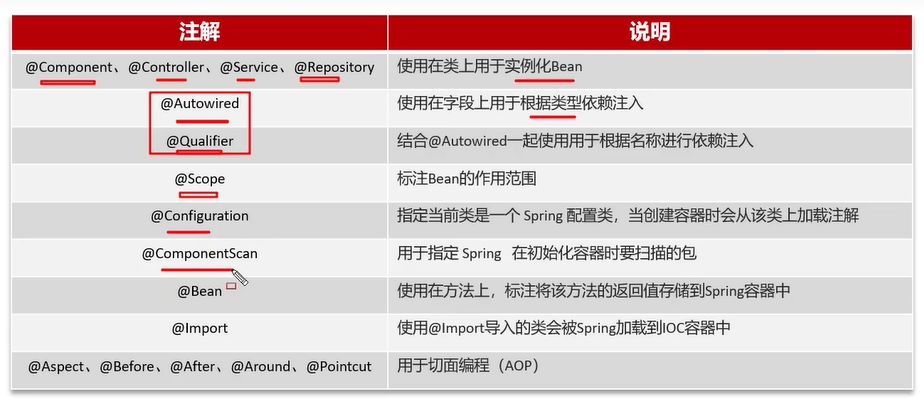 注解 说明
@Component、@Controller、@Service、@Repository 使用在类上用于实例化Bean
@Autowired 使用在字段上用于根据类型依赖注入
@Qualifier 结合@Autowired一起使用用于根据名称进行依赖注入
@Scope 标注Bean的作用范围
@Configuration 指定当前类是一个 Spring 配置类，当创建容器时会从该类上加载注解
@ComponentScan 用于指定 Spring 在初始化容器时要扫描的包
@Bean 使用在方法上，标注将该方法的返回值存储到Spring容器中
@Import 使用@Import导入的类会被Spring加载到IOC容器中
@Aspect、@Before、@After、@Around、@Pointcut 用于切面编程（AOP）